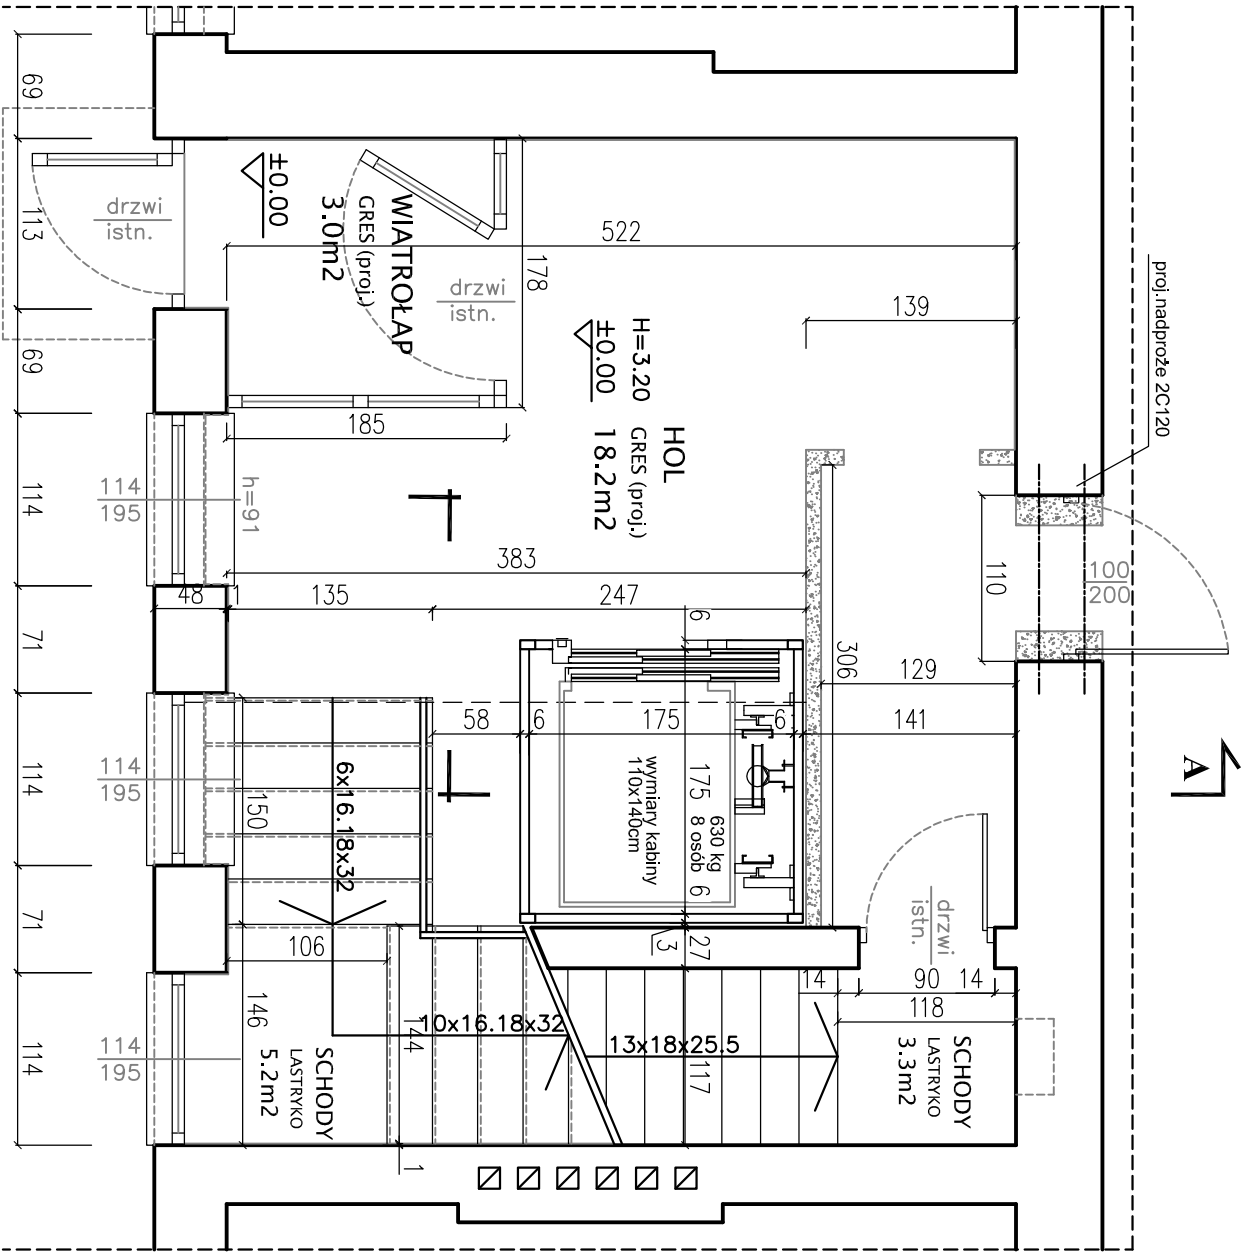 69
113
69
114
71
114
71
114
drzwi
istn.
±0.00
WIATROŁAP
GRES (proj.)
3.0m2
drzwi
istn.
178
522
139
185
proj.nadproże 2C120
H=3.20
±0.00
HOL
GRES (proj.)
18.2m2
114
195
h=91
383
48
1
135
247
6
306
110
100
200
129
58
6
175
6
141
A
114
195
150
6x16.18x32
wymiary kabiny
110x140cm
175
630 kg
8 osób
6
drzwi
istn.
106
3
27
14
90
14
118
146
144
10x16.18x32
13x18x25.5
117
114
195
SCHODY
LASTRYKO
5.2m2
SCHODY
LASTRYKO
3.3m2
1